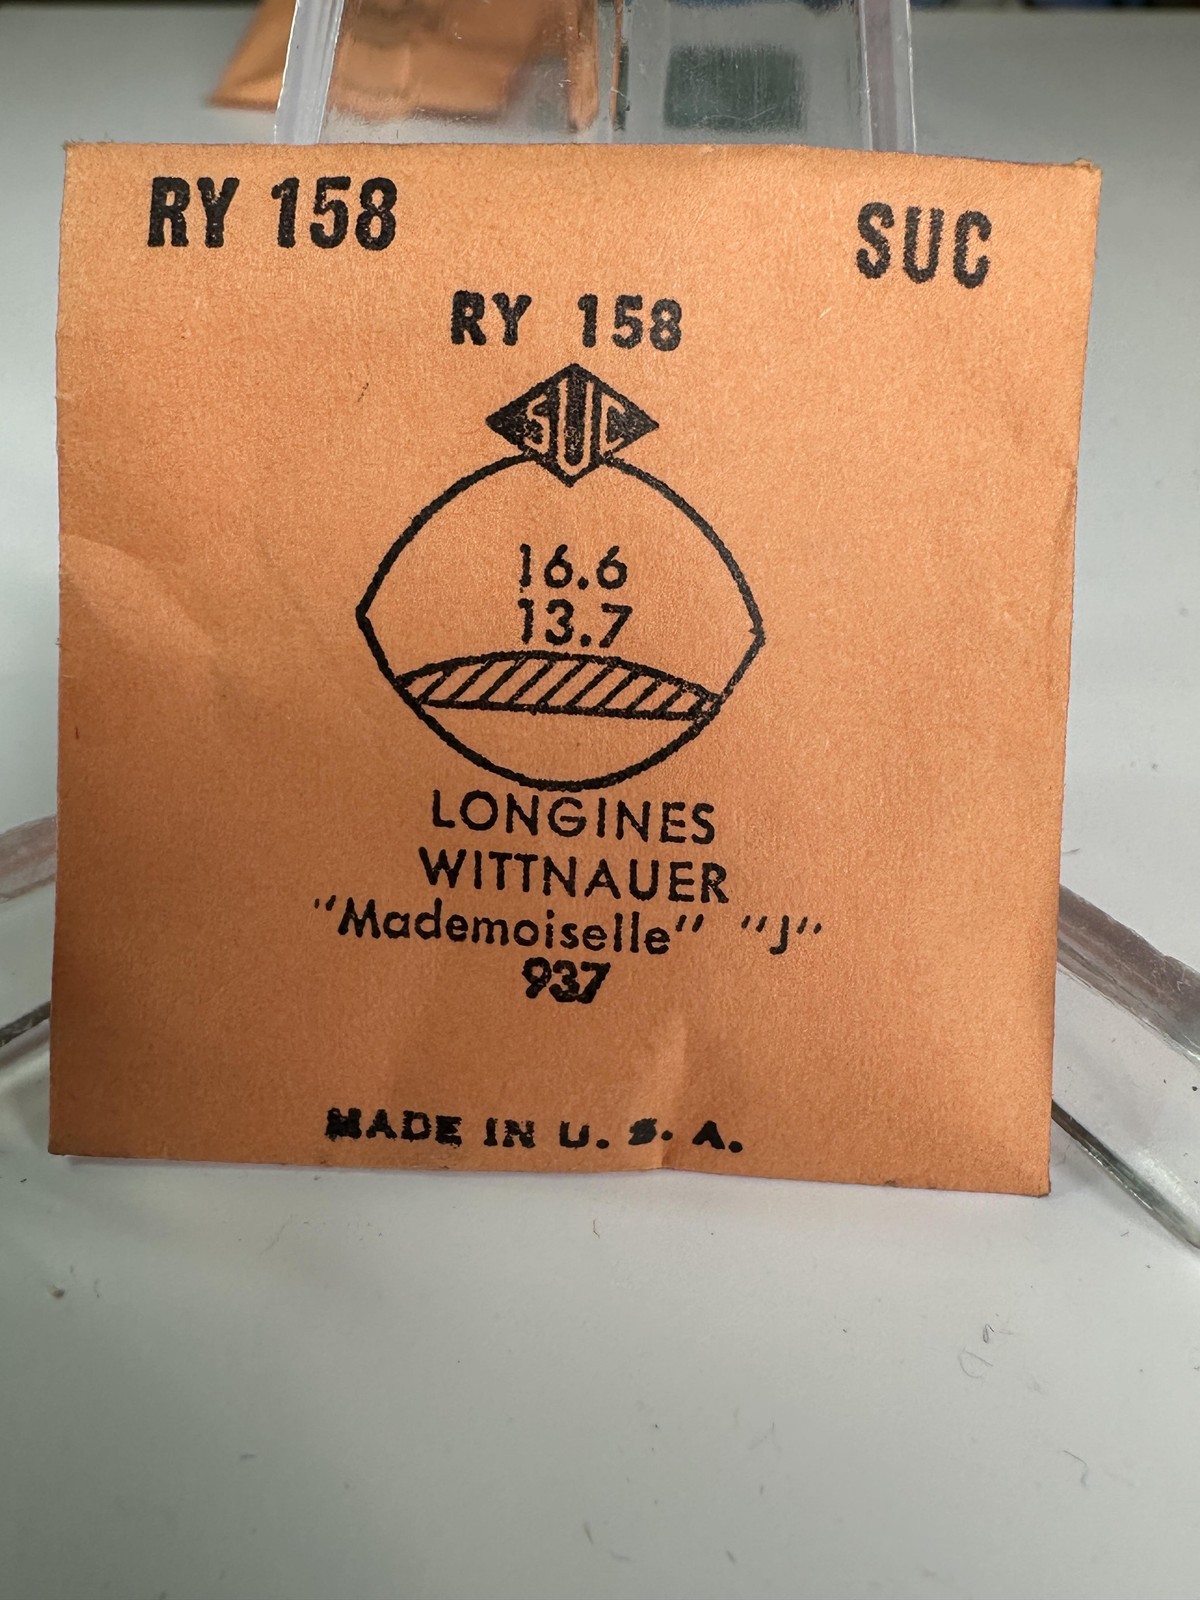 RY 158
SUC
RY 158
SUC
16.6
13.7
LONGINES
WITTNAUER
"Mademoiselle" "J"
937
MADE IN U. S. A.